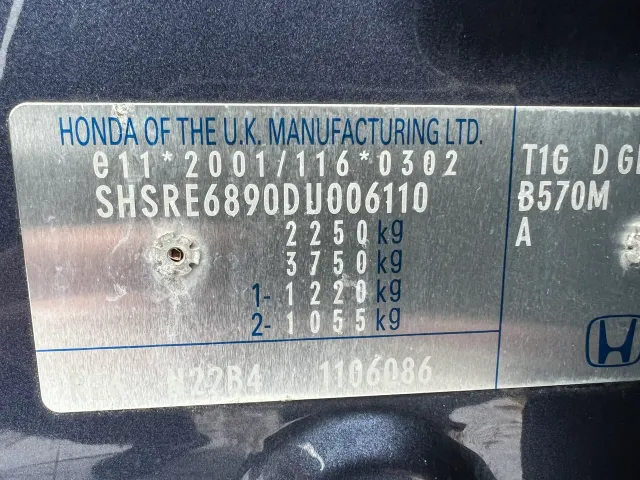 HONDA OF THE U.K. MANUFACTURING LTD.
e11*2001/116*0302
SHSRE6890DU006110
2250kg
3750kg
1-1220kg
2-1055kg
N22B4 1106086
T1G D
B570M
A